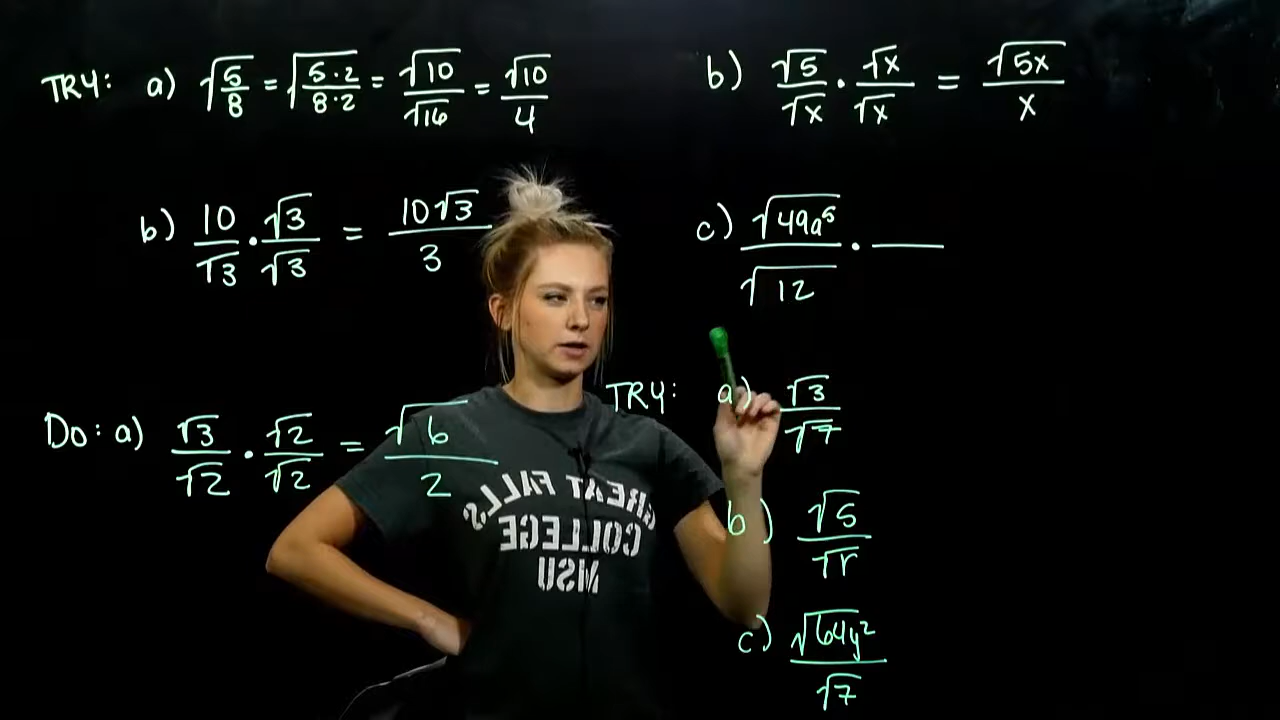 TRY: a) √5/8 = √5·2/8·2 = √10/√16 = √10/4
b) √5/√x · √x/√x = √5x/x
b) 10/√3 · √3/√3 = 10√3/3
c) √49a⁵/√12 · ___
Do: a) √3/√2 · √2/√2 = √6/2
TRY: a) √3/√7
b) √5/√r
c) √64y²/√7
GREAT FALLS
COLLEGE
MSU